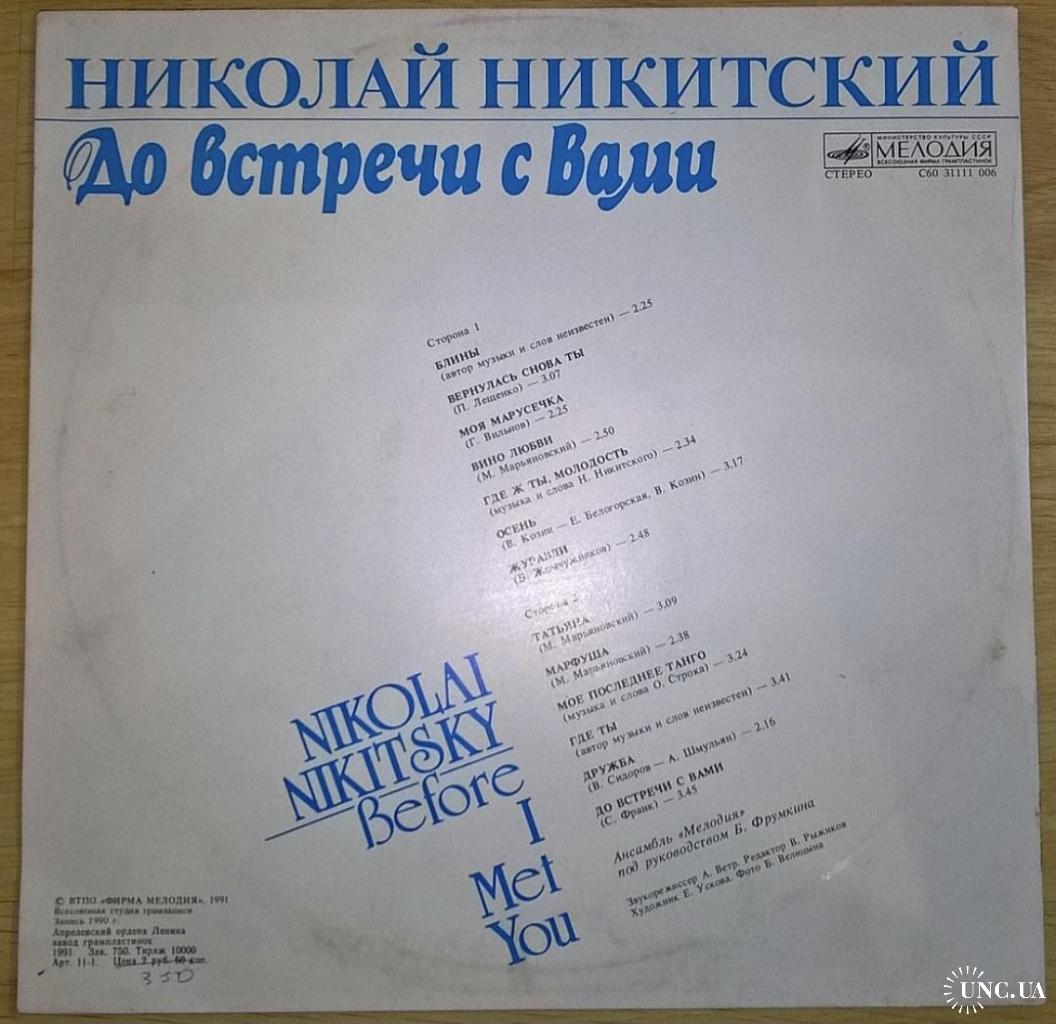 НИКОЛАЙ НИКИТСКИЙ
До встречи с Вами
МИНИСТЕРСТВО КУЛЬТУРЫ СССР
МЕЛОДИЯ
ВСЕСОЮЗНАЯ ФИРМА ГРАМПЛАСТИНОК
СТЕРЕО С60 31111 006
Сторона 1
БЛИНЫ
(автор музыки и слов неизвестен) — 2.25
ВЕРНУЛАСЬ СНОВА ТЫ
(П. Лещенко) — 3.07
МОЯ МАРУСЕЧКА
(Г. Вильнов) — 2.25
ВИНО ЛЮБВИ
(М. Марьяновский) — 2.50
ГДЕ Ж ТЫ, МОЛОДОСТЬ
(музыка и слова Н. Никитского) — 2.34
ОСЕНЬ
(В. Козин — Е. Белогорская, В. Козин) — 3.17
ЖУРАВЛИ
(Б. Жемчужников) — 2.48
Сторона 2
ТАТЬЯНА
(М. Марьяновский) — 3.09
МАРФУША
(М. Марьяновский) — 2.38
МОЕ ПОСЛЕДНЕЕ ТАНГО
(музыка и слова О. Строка) — 3.24
ГДЕ ТЫ
(автор музыки и слов неизвестен) — 3.41
ДРУЖБА
(В. Сидоров — А. Шмульян) — 2.16
ДО ВСТРЕЧИ С ВАМИ
(С. Франк) — 3.45
Ансамбль «Мелодия»
под руководством Б. Фрумкина
Звукорежиссер А. Ветр. Редактор В. Рыжиков
Художник Е. Ускова. Фото Б. Велицына
NIKOLAI
NIKITSKY
Before
I
Met
You
© ВТПО «ФИРМА МЕЛОДИЯ», 1991
Всесоюзная студия грамзаписи
Запись 1990 г.
Апрелевский ордена Ленина
завод грампластинок
1991 Зак. 750. Тираж 10000
Арт. 11-1. Цена 2 руб. 60 коп.
350
UNC.UA